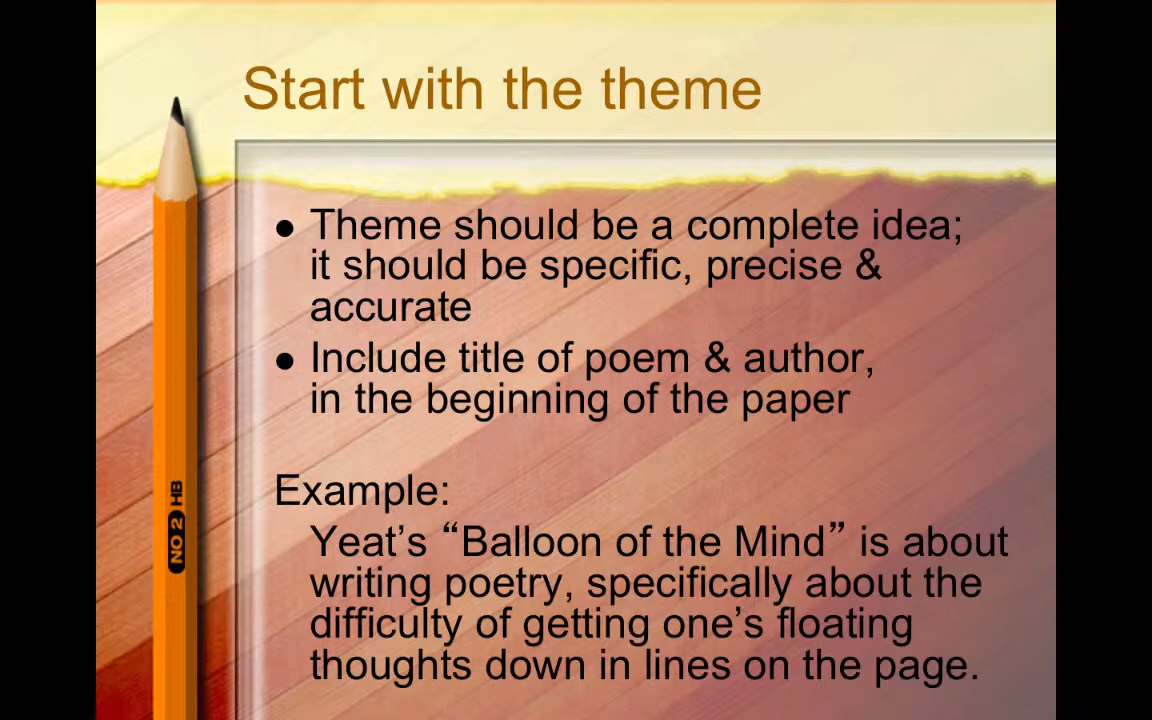 Start with the theme
● Theme should be a complete idea;
it should be specific, precise &
accurate
● Include title of poem & author,
in the beginning of the paper
Example:
Yeat’s “Balloon of the Mind” is about
writing poetry, specifically about the
difficulty of getting one’s floating
thoughts down in lines on the page.
NO 2 HB